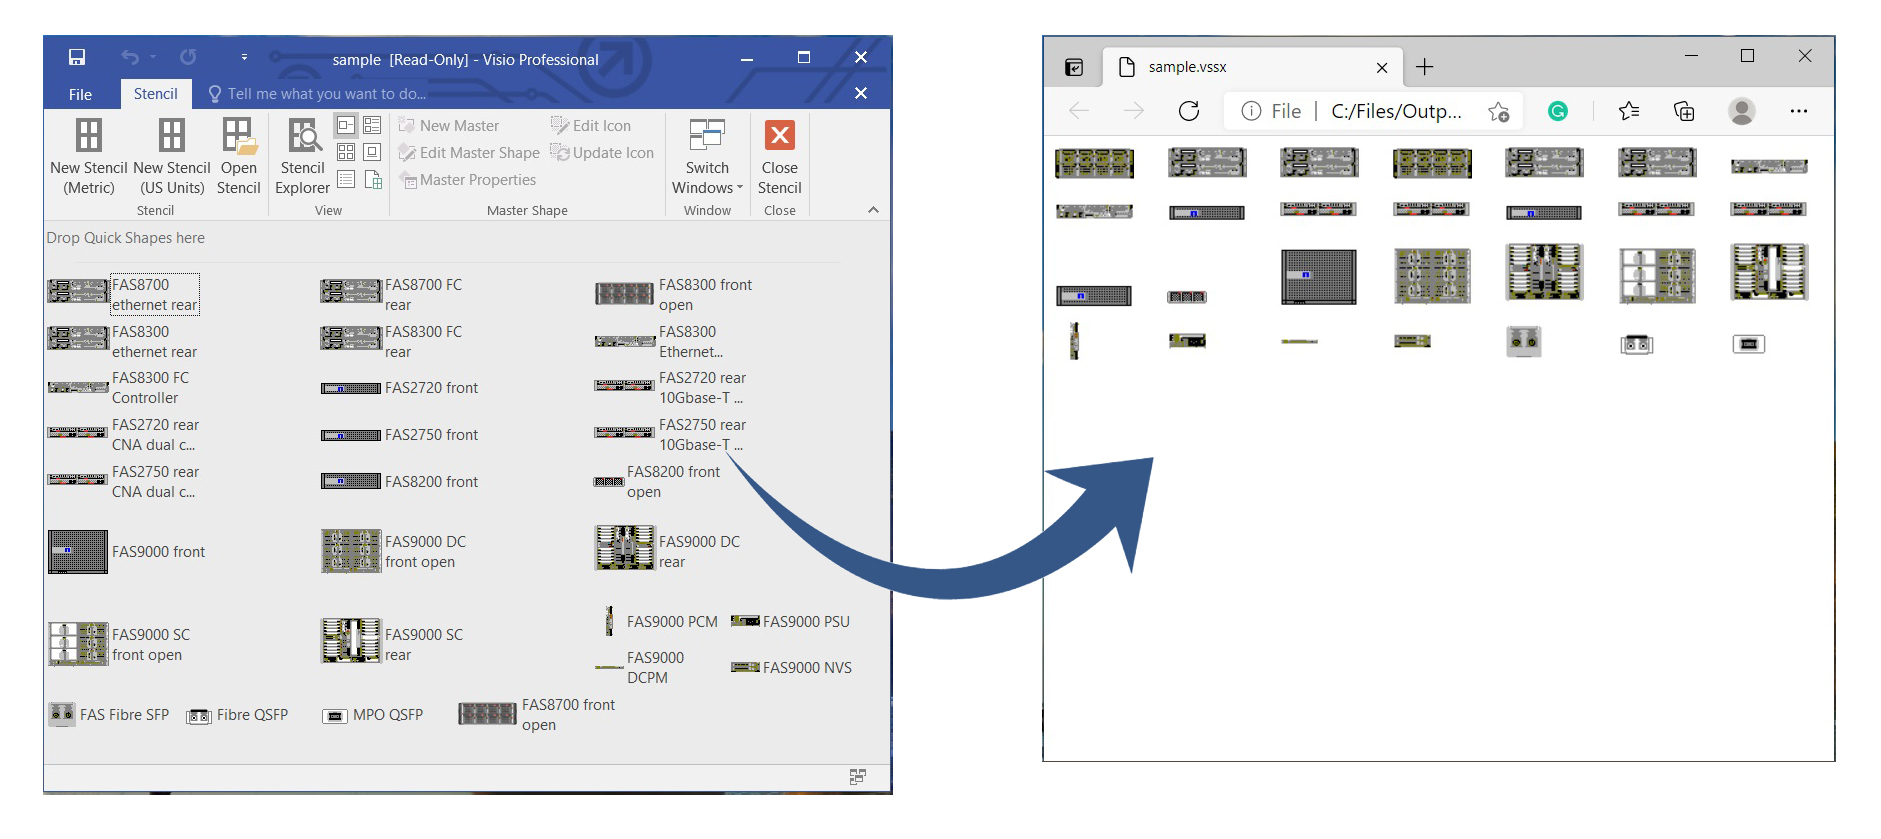 sample [Read-Only] - Visio Professional
File Stencil Tell me what you want to do...
New Stencil (Metric)
New Stencil (US Units)
Open Stencil
Stencil
Stencil Explorer
View
New Master
Edit Master Shape
Master Properties
Edit Icon
Update Icon
Master Shape
Switch Windows
Window
Close Stencil
Close
Drop Quick Shapes here
FAS8700
ethernet rear
FAS8700 FC
rear
FAS8300 front
open
FAS8300
ethernet rear
FAS8300 FC
rear
FAS8300
Ethernet...
FAS8300 FC
Controller
FAS2720 front
FAS2720 rear
10Gbase-T ...
FAS2720 rear
CNA dual c...
FAS2750 front
FAS2750 rear
10Gbase-T ...
FAS2750 rear
CNA dual c...
FAS8200 front
FAS8200 front
open
FAS9000 front
FAS9000 DC
front open
FAS9000 DC
rear
FAS9000 SC
front open
FAS9000 SC
rear
FAS9000 PCM
FAS9000 PSU
FAS9000
DCPM
FAS9000 NVS
FAS Fibre SFP
Fibre QSFP
MPO QSFP
FAS8700 front
open
sample.vssx
File | C:/Files/Outp...